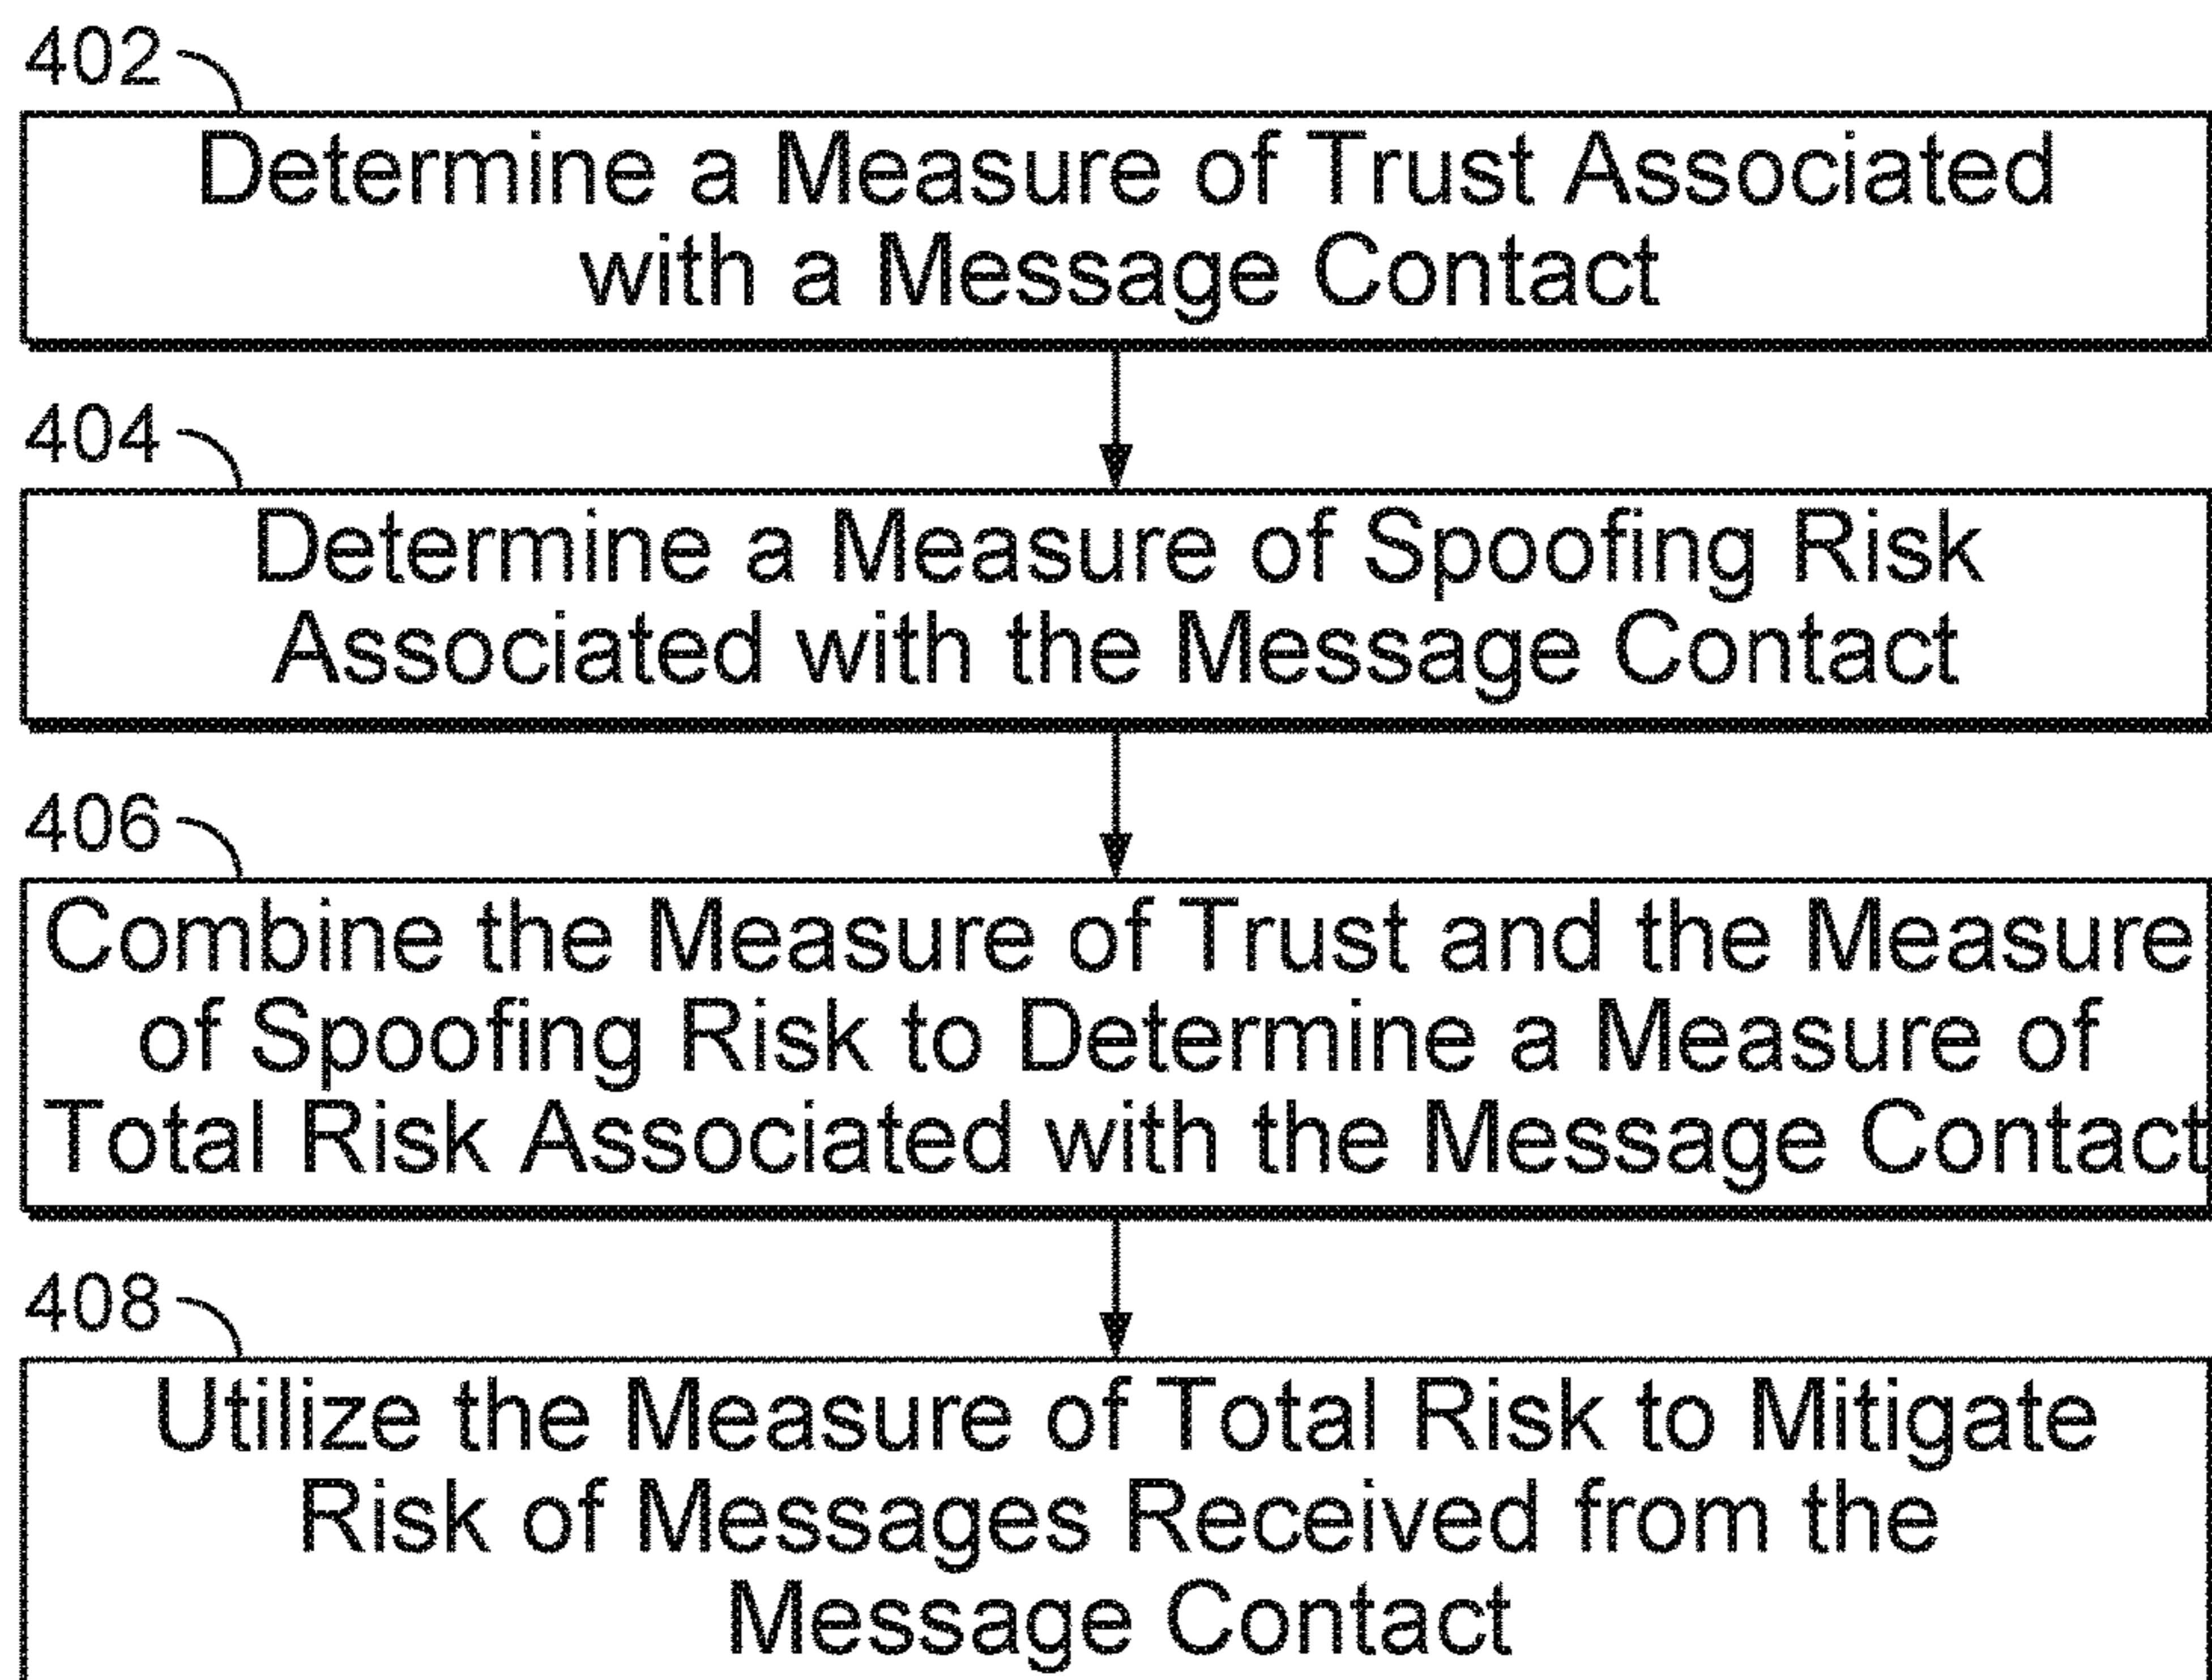 402
Determine a Measure of Trust Associated
with a Message Contact
404
Determine a Measure of Spoofing Risk
Associated with the Message Contact
406
Combine the Measure of Trust and the Measure
of Spoofing Risk to Determine a Measure of
Total Risk Associated with the Message Contact
408
Utilize the Measure of Total Risk to Mitigate
Risk of Messages Received from the
Message Contact